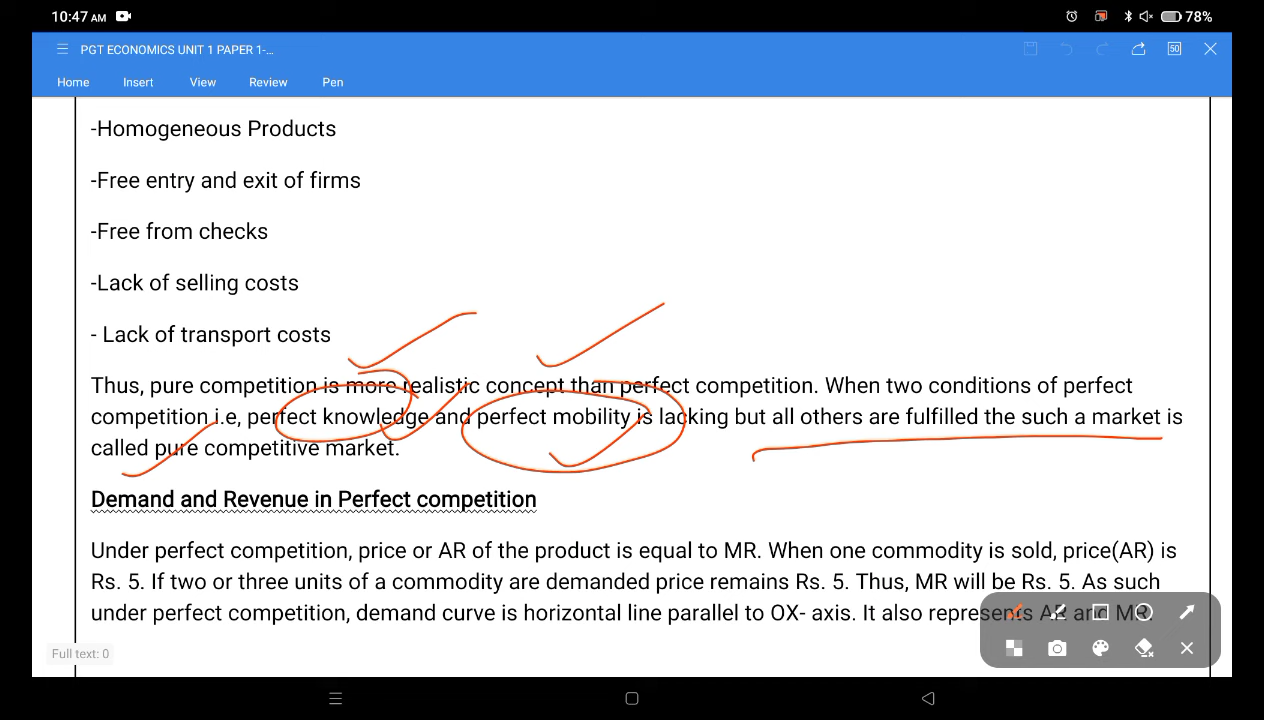 10:47 AM
78%
PGT ECONOMICS UNIT 1 PAPER 1-...
50
Home Insert View Review Pen
-Homogeneous Products
-Free entry and exit of firms
-Free from checks
-Lack of selling costs
- Lack of transport costs
Thus, pure competition is more realistic concept than perfect competition. When two conditions of perfect
competition i.e, perfect knowledge and perfect mobility is lacking but all others are fulfilled the such a market is
called pure competitive market.
Demand and Revenue in Perfect competition
Under perfect competition, price or AR of the product is equal to MR. When one commodity is sold, price(AR) is
Rs. 5. If two or three units of a commodity are demanded price remains Rs. 5. Thus, MR will be Rs. 5. As such
under perfect competition, demand curve is horizontal line parallel to OX- axis. It also represents AR and MR.
Full text: 0